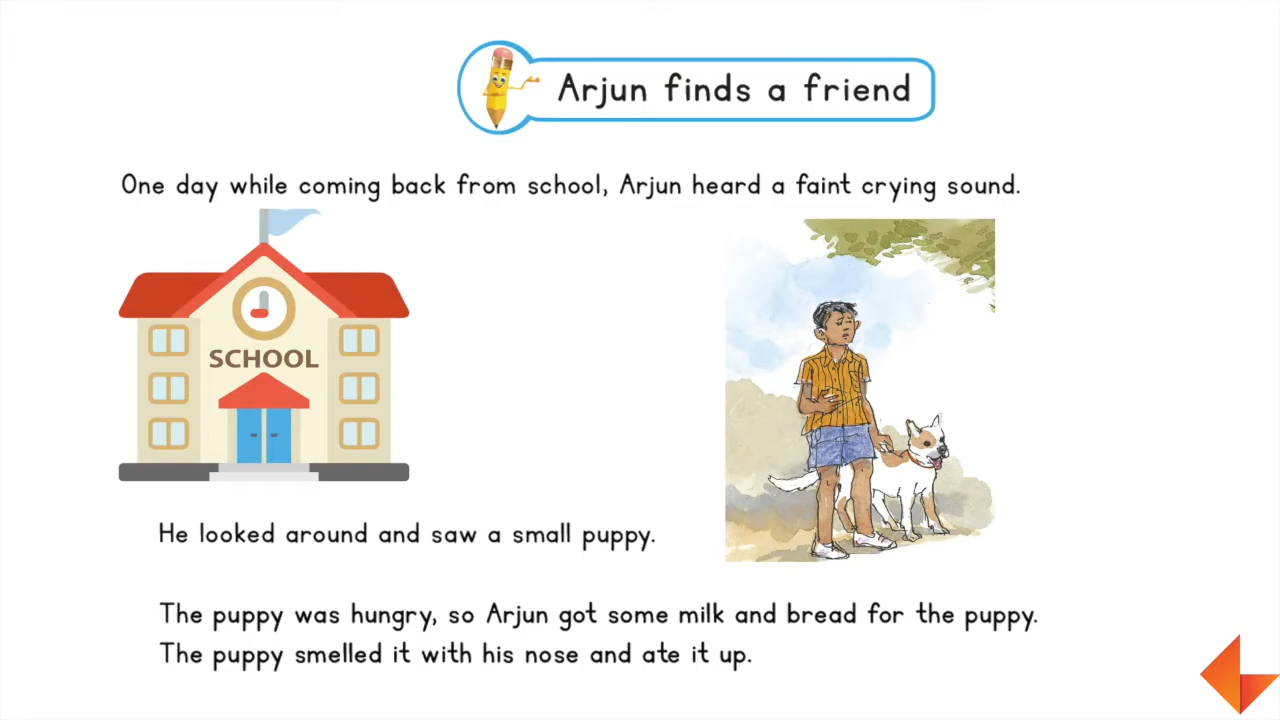 Arjun finds a friend
One day while coming back from school, Arjun heard a faint crying sound.
SCHOOL
He looked around and saw a small puppy.
The puppy was hungry, so Arjun got some milk and bread for the puppy.
The puppy smelled it with his nose and ate it up.